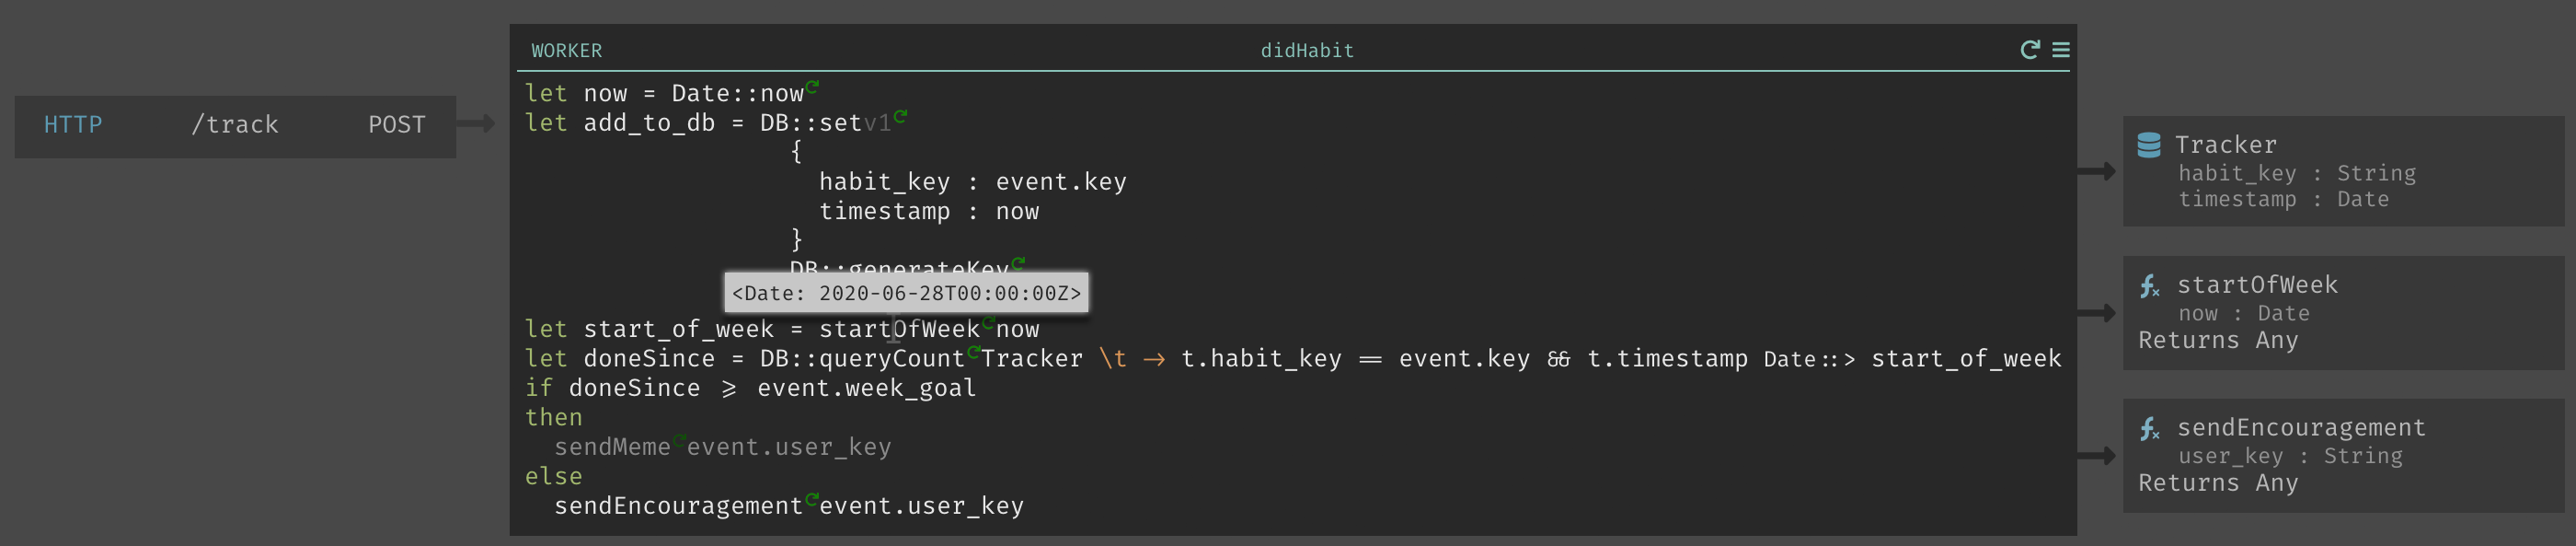 HTTP /track POST
WORKER didHabit
let now = Date::now
let add_to_db = DB::setv1
{
habit_key : event.key
timestamp : now
}
DB::generateKey
<Date: 2020-06-28T00:00:00Z>
let start_of_week = startOfWeek now
let doneSince = DB::queryCount Tracker \t -> t.habit_key == event.key && t.timestamp Date::> start_of_week
if doneSince >= event.week_goal
then
sendMeme event.user_key
else
sendEncouragement event.user_key
Tracker
habit_key : String
timestamp : Date
startOfWeek
now : Date
Returns Any
sendEncouragement
user_key : String
Returns Any